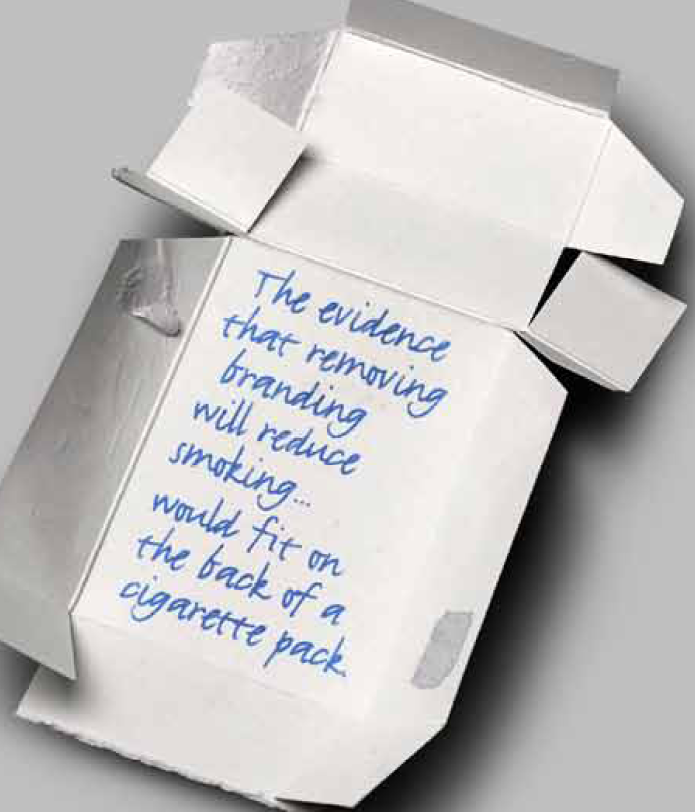 The evidence
that removing
branding
will reduce
smoking...
would fit on
the back of a
cigarette pack.